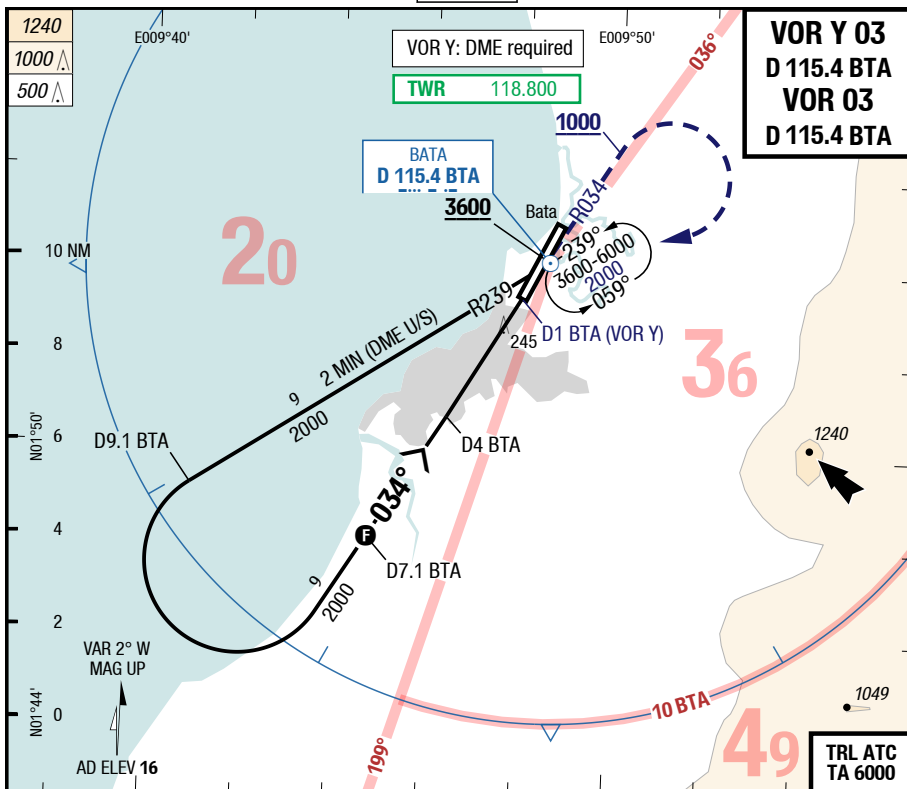 1240
1000
500
E009°40'
VOR Y: DME required
TWR 118.800
E009°50'
036°
VOR Y 03
D 115.4 BTA
VOR 03
D 115.4 BTA
1000
BATA
D 115.4 BTA
3600
Bata
R034
20
10 NM
239°
3600-6000
2000
059°
R239
D1 BTA (VOR Y)
245
2 MIN (DME U/S)
9
2000
36
8
N01°50'
6
D9.1 BTA
D4 BTA
1240
034°
4
F
D7.1 BTA
9
2000
2
VAR 2° W
MAG UP
N01°44'
0
10 BTA
1049
49
199°
AD ELEV 16
TRL ATC
TA 6000